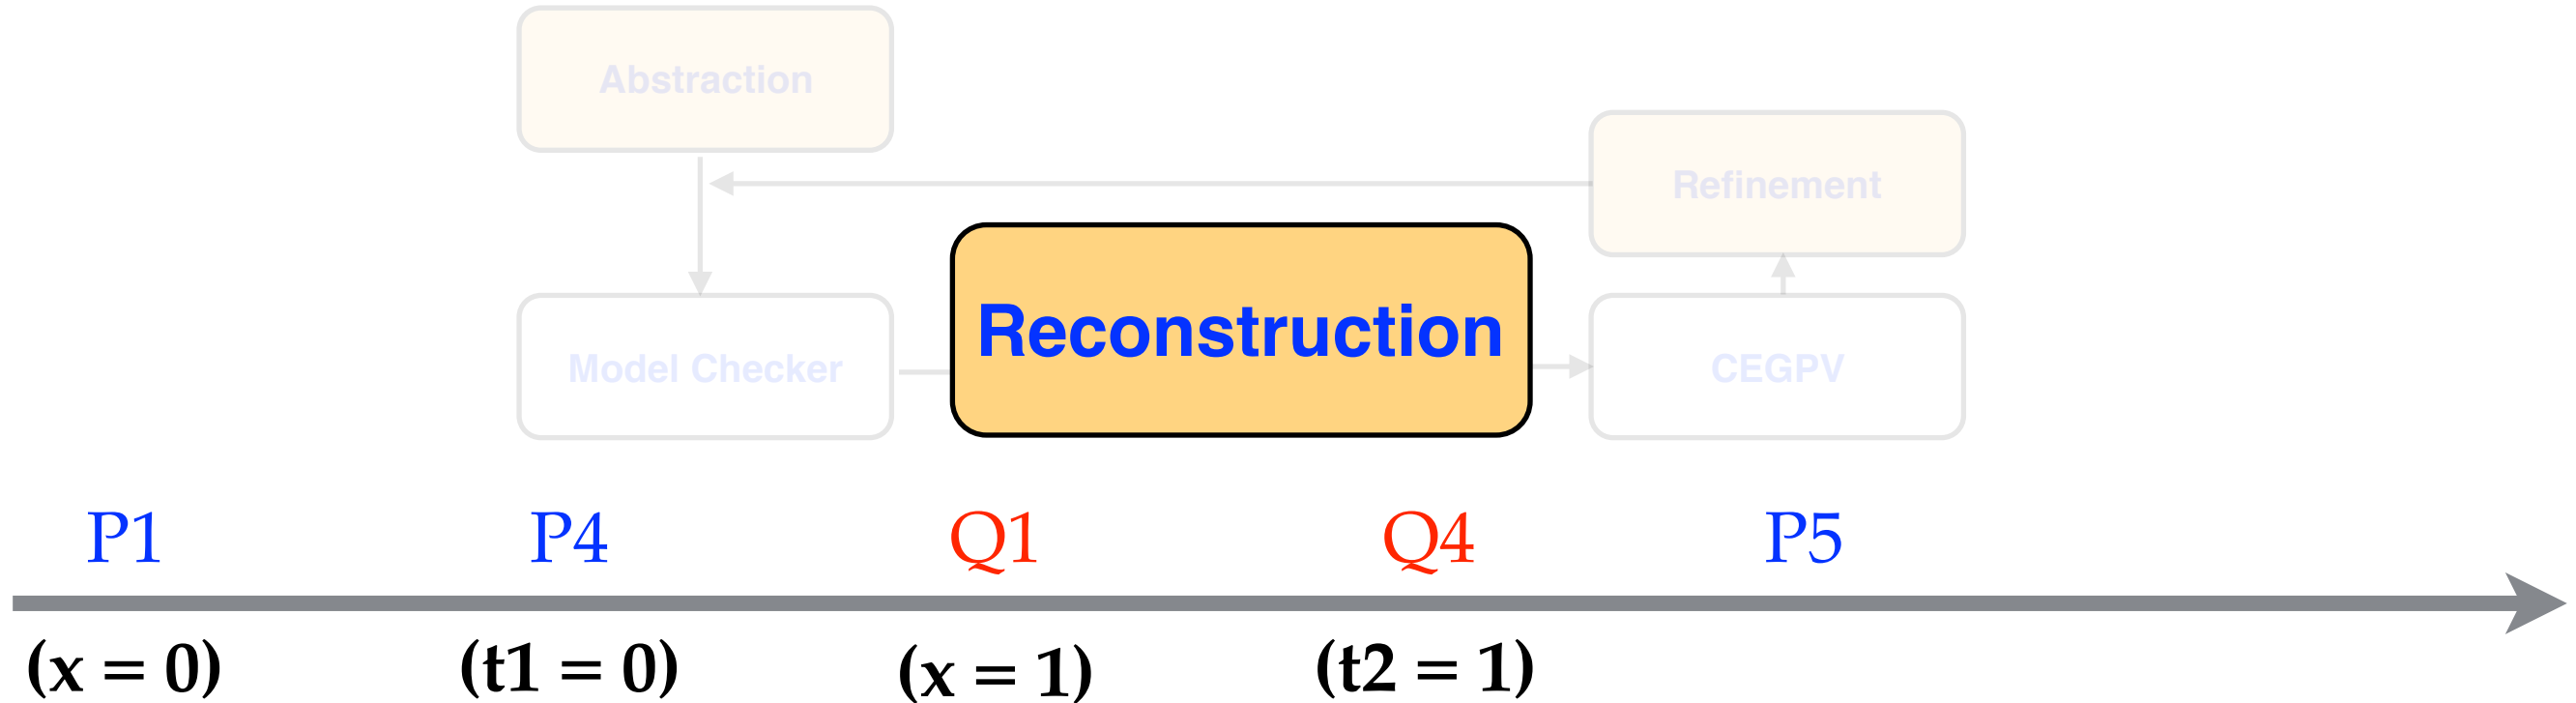 Abstraction
Refinement
Reconstruction
Model Checker
CEGPV
P1 P4 Q1 Q4 P5
(x = 0) (t1 = 0) (x = 1) (t2 = 1)